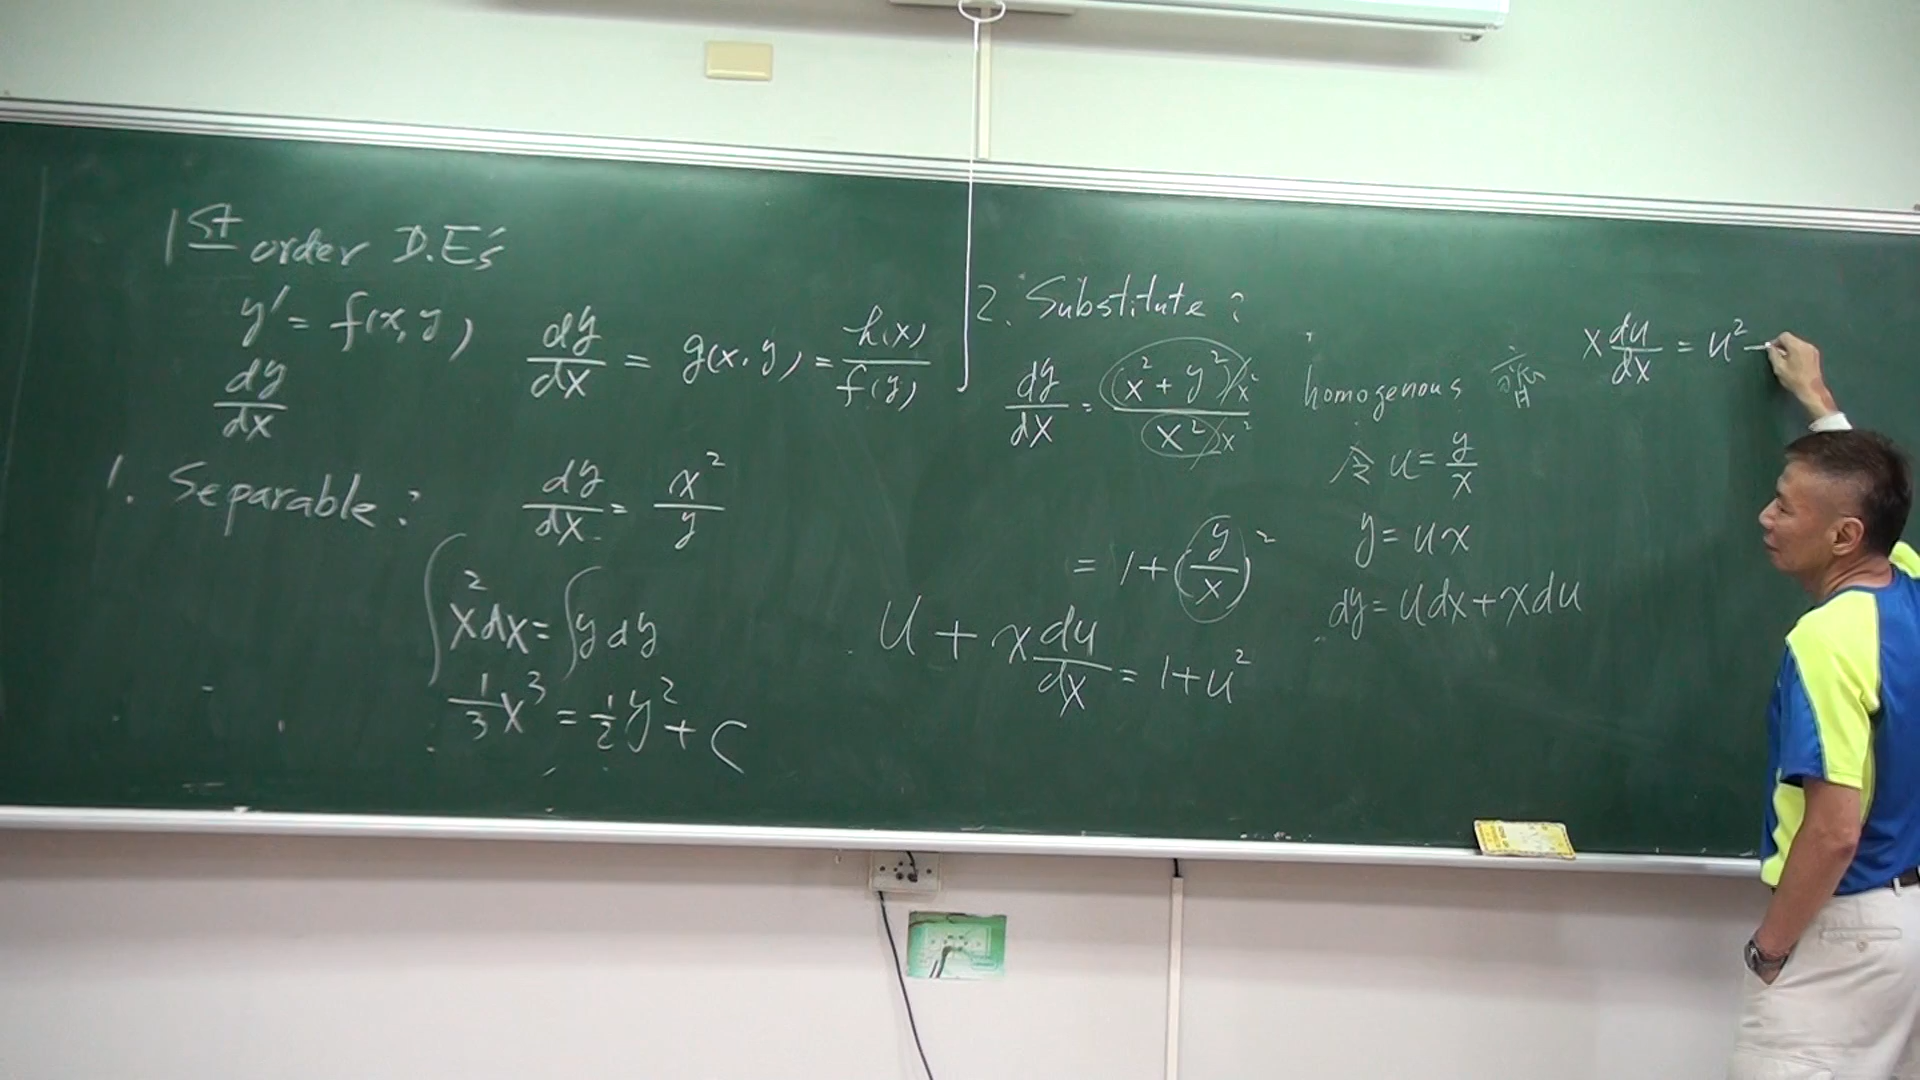 1st order D.E's
y' = f(x, y)
dy/dx
dy/dx = g(x, y) = h(x)/f(y)
1. Separable:
dy/dx = x²/y
∫x²dx = ∫y dy
1/3 x³ = 1/2 y² + C
2. Substitute:
dy/dx = (x² + y²)/x² / x²/x²
= 1 + (y/x)²
u + x du/dx = 1 + u²
homogenous
令 u = y/x
y = ux
dy = udx + xdu
x du/dx = u² −